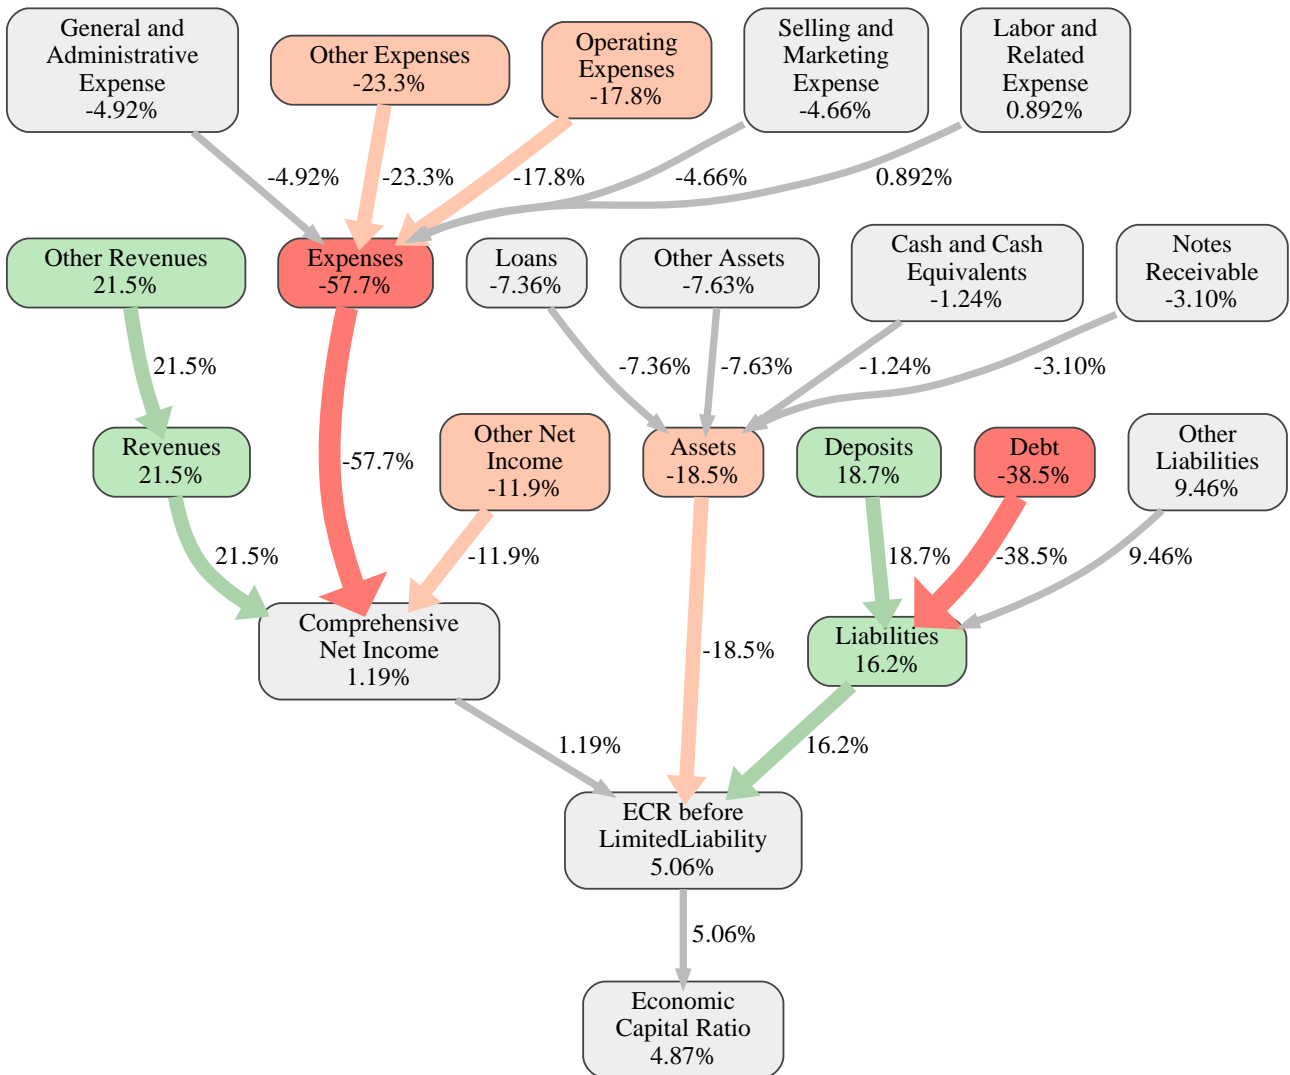 General and
Administrative
Expense
-4.92%
Other Expenses
-23.3%
Operating
Expenses
-17.8%
Selling and
Marketing
Expense
-4.66%
Labor and
Related
Expense
0.892%
-4.92%
-23.3%
-17.8%
-4.66%
0.892%
Other Revenues
21.5%
Expenses
-57.7%
Loans
-7.36%
Other Assets
-7.63%
Cash and Cash
Equivalents
-1.24%
Notes
Receivable
-3.10%
21.5%
-7.36%
-7.63%
-1.24%
-3.10%
Revenues
21.5%
-57.7%
Other Net
Income
-11.9%
Assets
-18.5%
Deposits
18.7%
Debt
-38.5%
Other
Liabilities
9.46%
21.5%
-11.9%
18.7%
-38.5%
9.46%
Comprehensive
Net Income
1.19%
-18.5%
Liabilities
16.2%
1.19%
16.2%
ECR before
LimitedLiability
5.06%
5.06%
Economic
Capital Ratio
4.87%